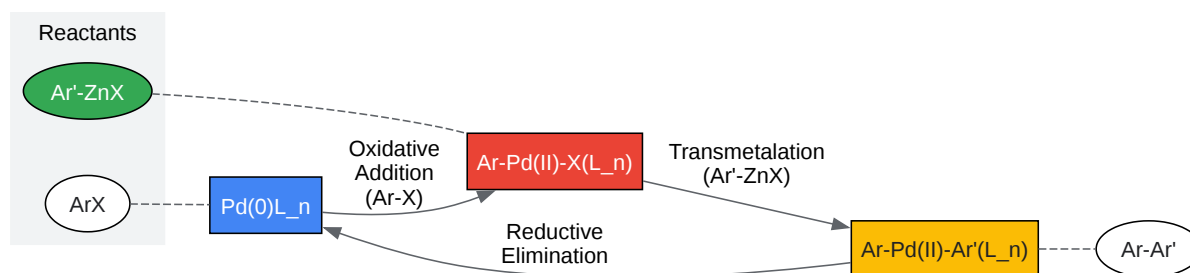 Reactants
Ar'-ZnX
ArX
Pd(0)L_n
Oxidative
Addition
(Ar-X)
Ar-Pd(II)-X(L_n)
Transmetalation
(Ar'-ZnX)
Reductive
Elimination
Ar-Pd(II)-Ar'(L_n)
Ar-Ar'